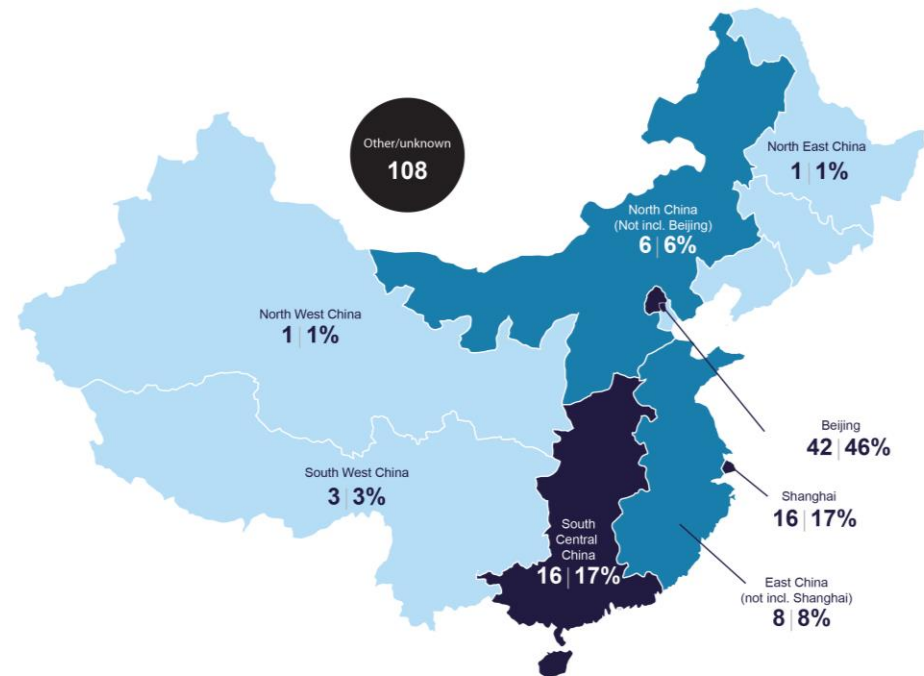 Other/unknown
108
North East China
1 | 1%
North China
(Not incl. Beijing)
6 | 6%
North West China
1 | 1%
Beijing
42 | 46%
South West China
3 | 3%
Shanghai
16 | 17%
South
Central
China
16 | 17%
East China
(not incl. Shanghai)
8 | 8%